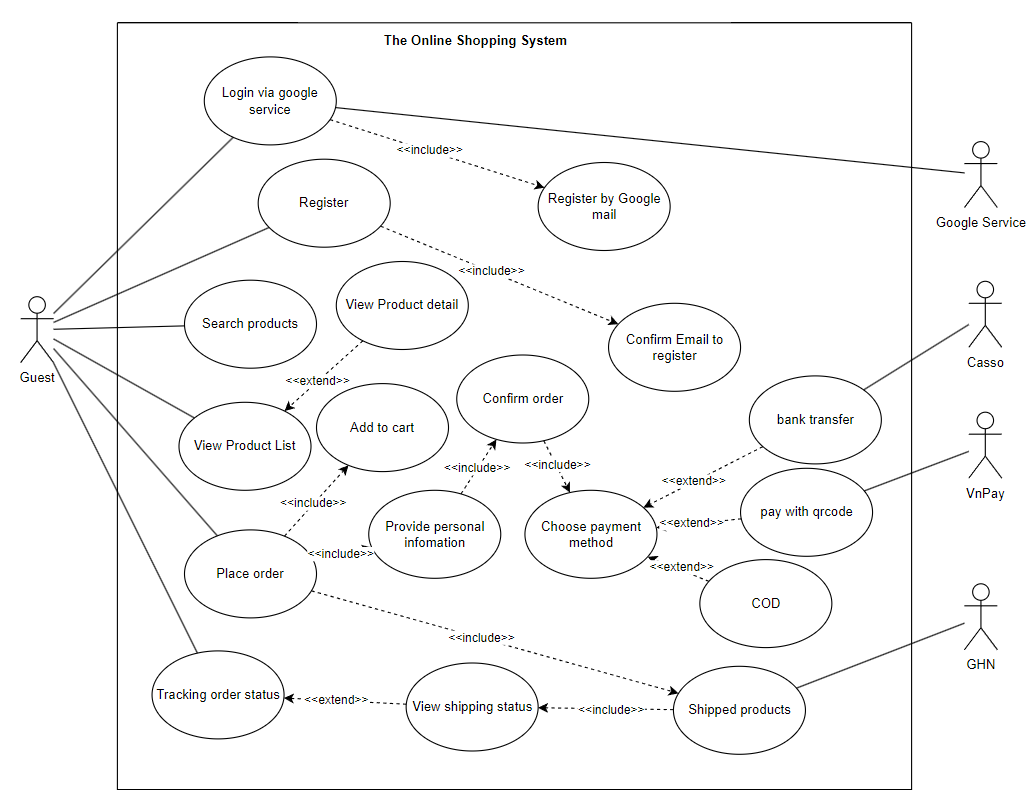 The Online Shopping System
Login via google
service
<<include>>
Register by Google
mail
Google Service
Register
<<include>>
View Product detail
Search products
Confirm Email to
register
Casso
Guest
<<extend>>
Confirm order
Add to cart
bank transfer
View Product List
<<include>>
<<include>>
<<extend>>
VnPay
<<include>>
Provide personal
infomation
Choose payment
method
<<extend>>
pay with qrcode
<<include>>
<<extend>>
Place order
COD
<<include>>
GHN
Tracking order status
<<extend>>
View shipping status
<<include>>
Shipped products